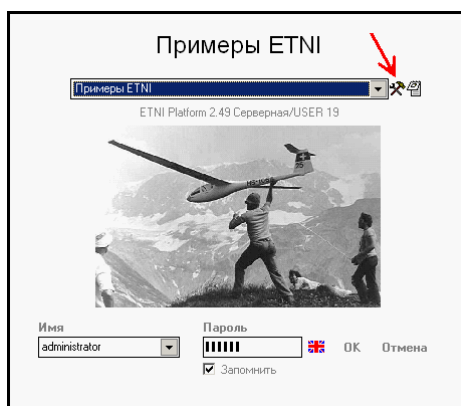 Примеры ETNI
Примеры ETNI
ETNI Platform 2.49 Серверная/USER 19
Имя
Пароль
administrator
OK
Отмена
Запомнить